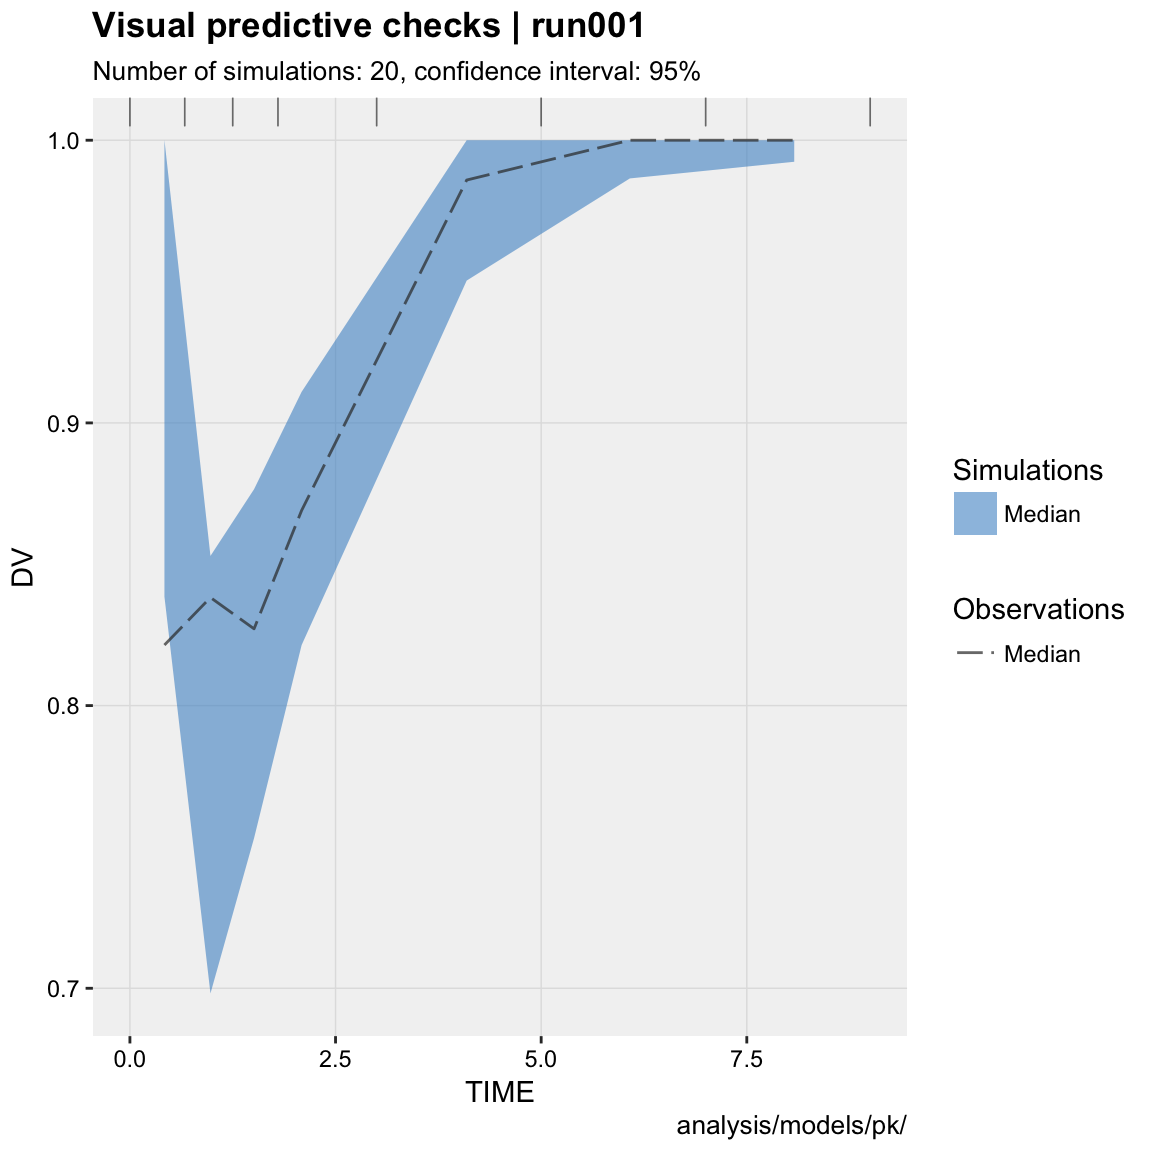 Visual predictive checks | run001
Number of simulations: 20, confidence interval: 95%
1.0
0.9
0.8
0.7
DV
0.0 2.5 5.0 7.5
TIME
analysis/models/pk/
Simulations
Median
Observations
Median